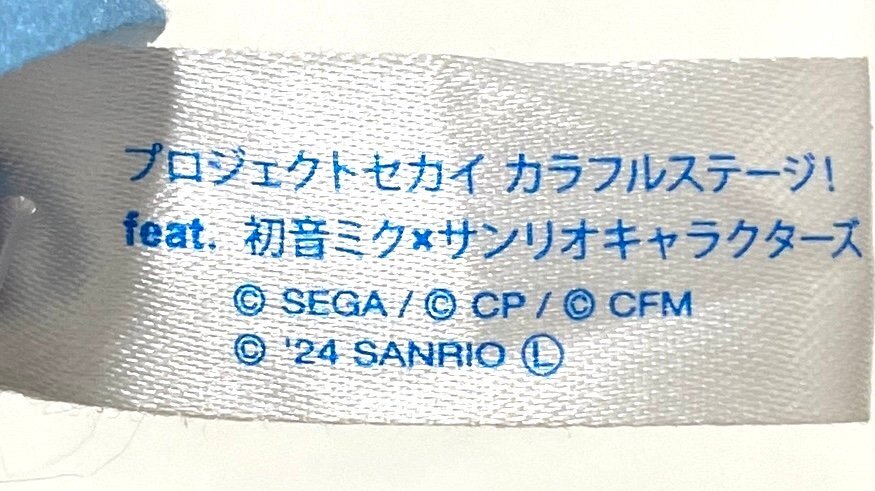 プロジェクトセカイ カラフルステージ!
feat. 初音ミク×サンリオキャラクターズ
© SEGA / © CP / © CFM
© '24 SANRIO Ⓛ